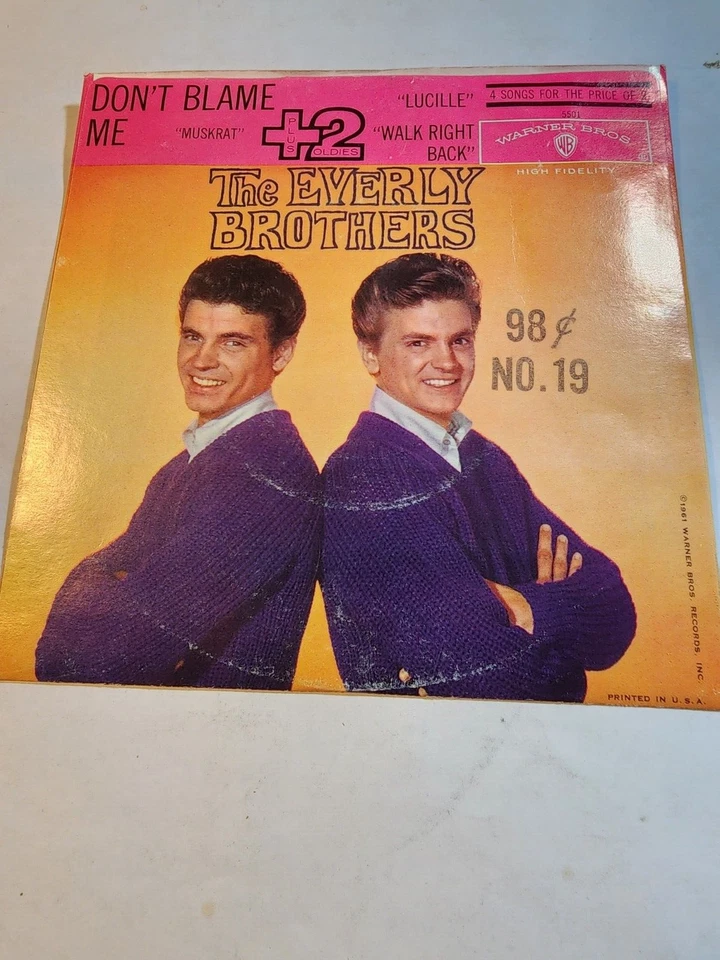 DON'T BLAME
ME
"MUSKRAT"
PLUS
2
OLDIES
"LUCILLE"
"WALK RIGHT
BACK"
4 SONGS FOR THE PRICE OF 2
5501
WARNER BROS.
WB
HIGH FIDELITY
The EVERLY
BROTHERS
98¢
NO.19
©1961 WARNER BROS. RECORDS, INC.
PRINTED IN U.S.A.